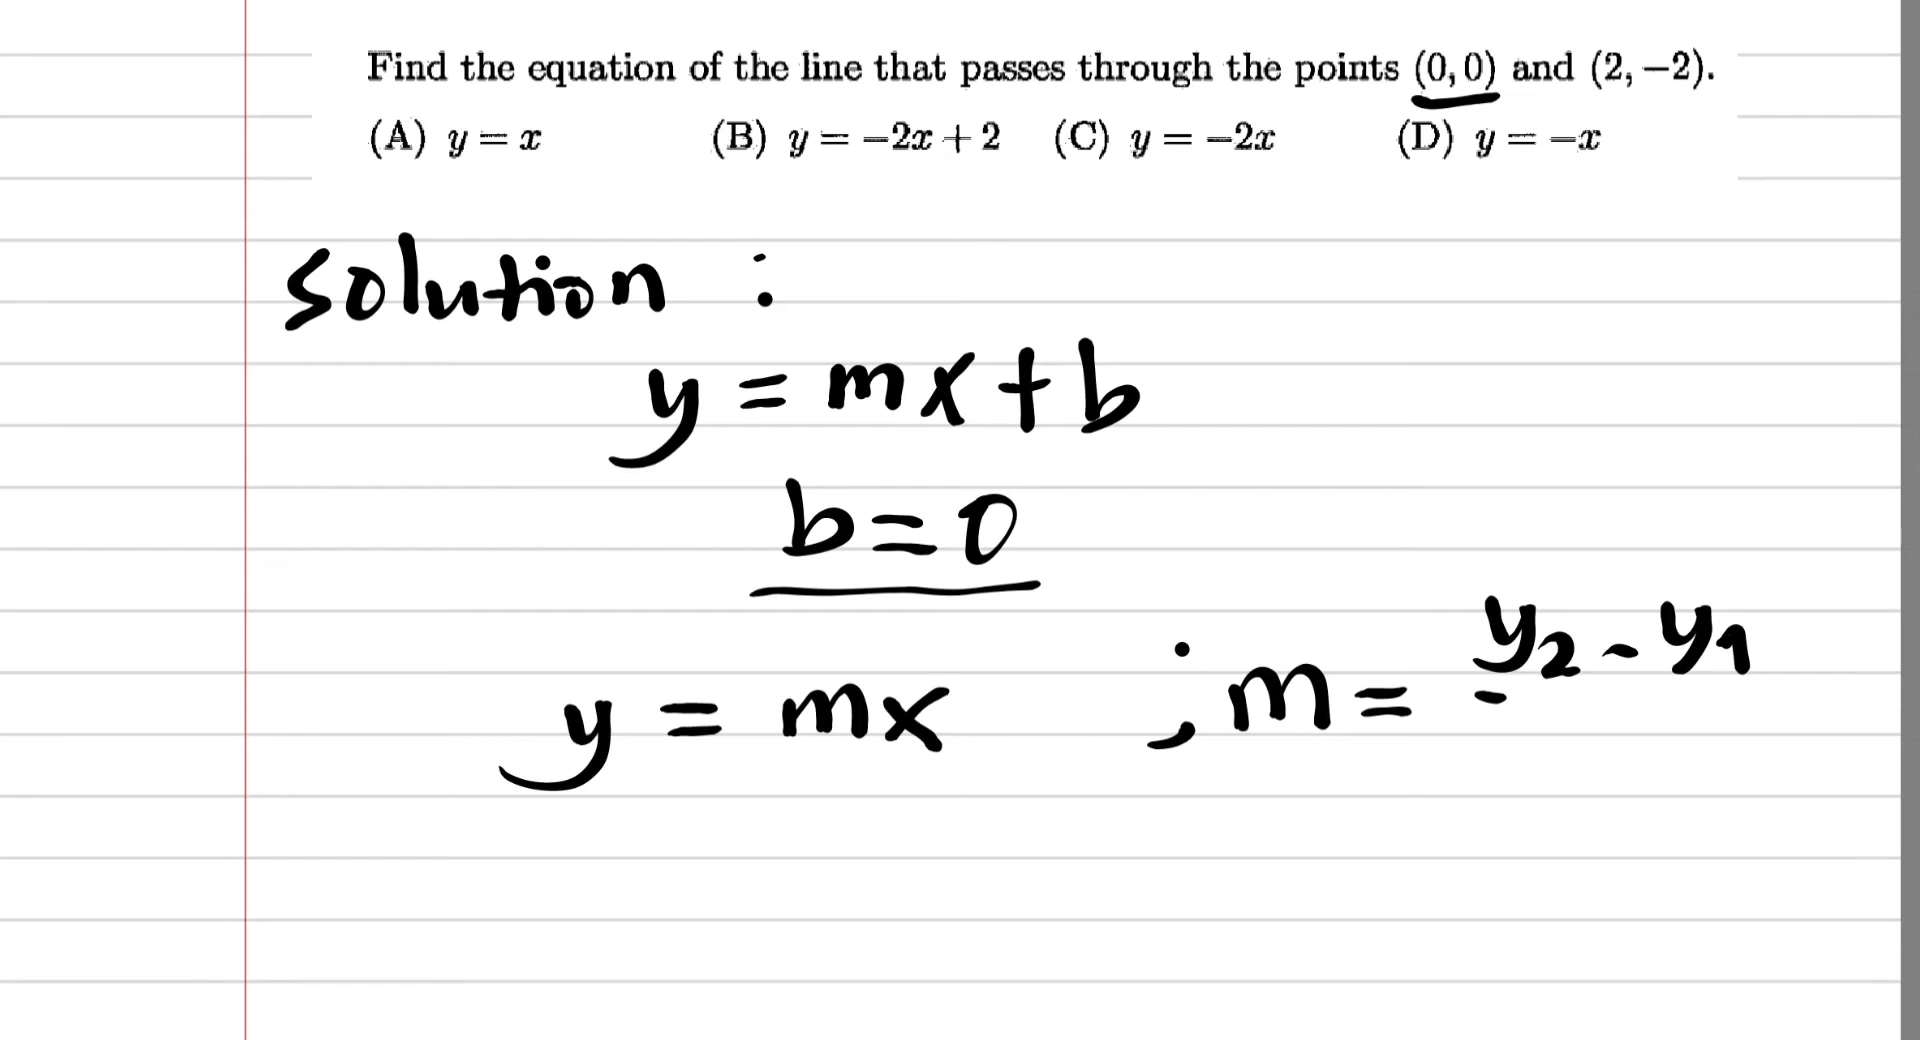 Find the equation of the line that passes through the points (0, 0) and (2, −2).
(A) y = x (B) y = −2x + 2 (C) y = −2x (D) y = −x
Solution :
y = mx + b
b = 0
y = mx ; m = y₂ - y₁